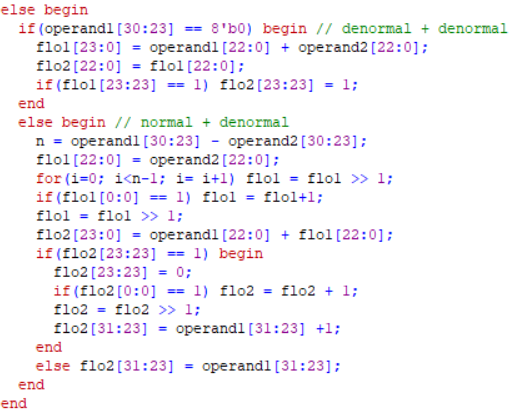 else begin
if(operand1[30:23] == 8'b0) begin // denormal + denormal
flo1[23:0] = operand1[22:0] + operand2[22:0];
flo2[22:0] = flo1[22:0];
if(flo1[23:23] == 1) flo2[23:23] = 1;
end
else begin // normal + denormal
n = operand1[30:23] - operand2[30:23];
flo1[22:0] = operand2[22:0];
for(i=0; i<n-1; i= i+1) flo1 = flo1 >> 1;
if(flo1[0:0] == 1) flo1 = flo1+1;
flo1 = flo1 >> 1;
flo2[23:0] = operand1[22:0] + flo1[22:0];
if(flo2[23:23] == 1) begin
flo2[23:23] = 0;
if(flo2[0:0] == 1) flo2 = flo2 + 1;
flo2 = flo2 >> 1;
flo2[31:23] = operand1[31:23] +1;
end
else flo2[31:23] = operand1[31:23];
end
end